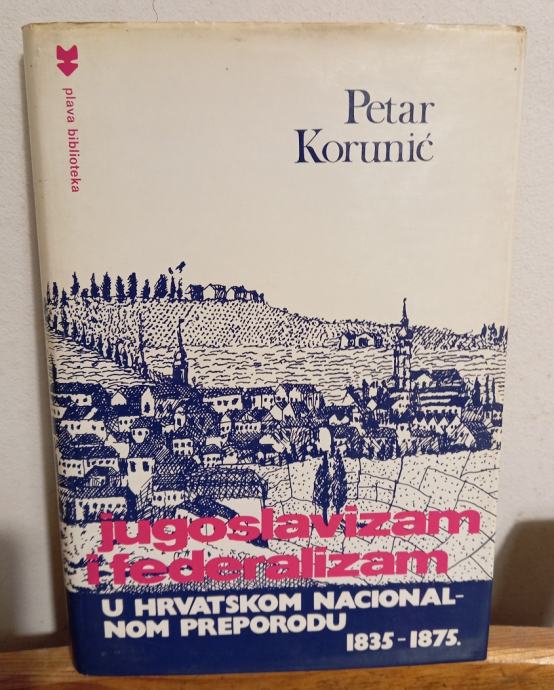 plava biblioteka
Petar
Korunić
jugoslavizam
i federalizam
U HRVATSKOM NACIONAL-
NOM PREPORODU
1835-1875.